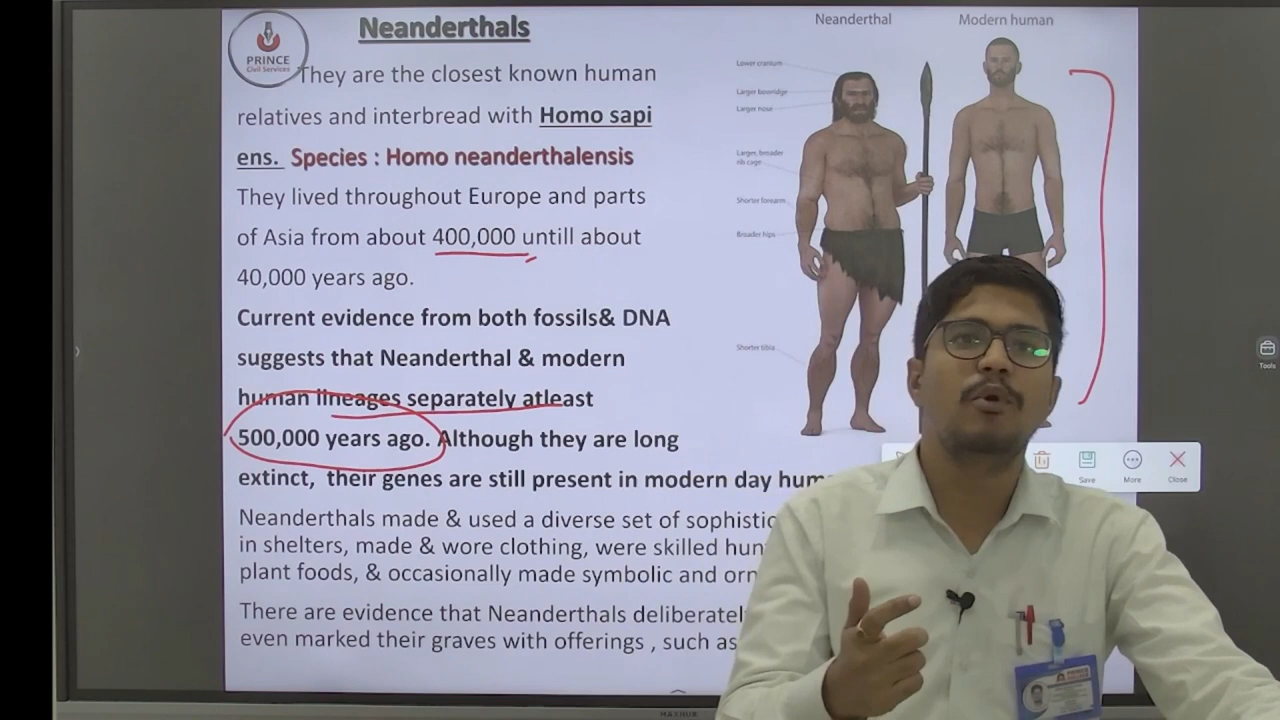 Neanderthals
PRINCE
Civil Services
They are the closest known human
relatives and interbread with Homo sapi
ens. Species : Homo neanderthalensis
They lived throughout Europe and parts
of Asia from about 400,000 untill about
40,000 years ago.
Current evidence from both fossils& DNA
suggests that Neanderthal & modern
human lineages separately atleast
500,000 years ago. Although they are long
extinct, their genes are still present in modern day
Neanderthals made & used a diverse set of
in shelters, made & wore clothing, were skilled
plant foods, & occasionally made symbolic and
There are evidence that Neanderthals
even marked their graves with offerings , such as
Neanderthal
Modern human
Lower cranium
Larger browridge
Larger nose
Larger, broader
rib cage
Shorter forearm
Broader hips
Shorter tibia
Save
More
Close
Tools
MAXHUB
PRINCE